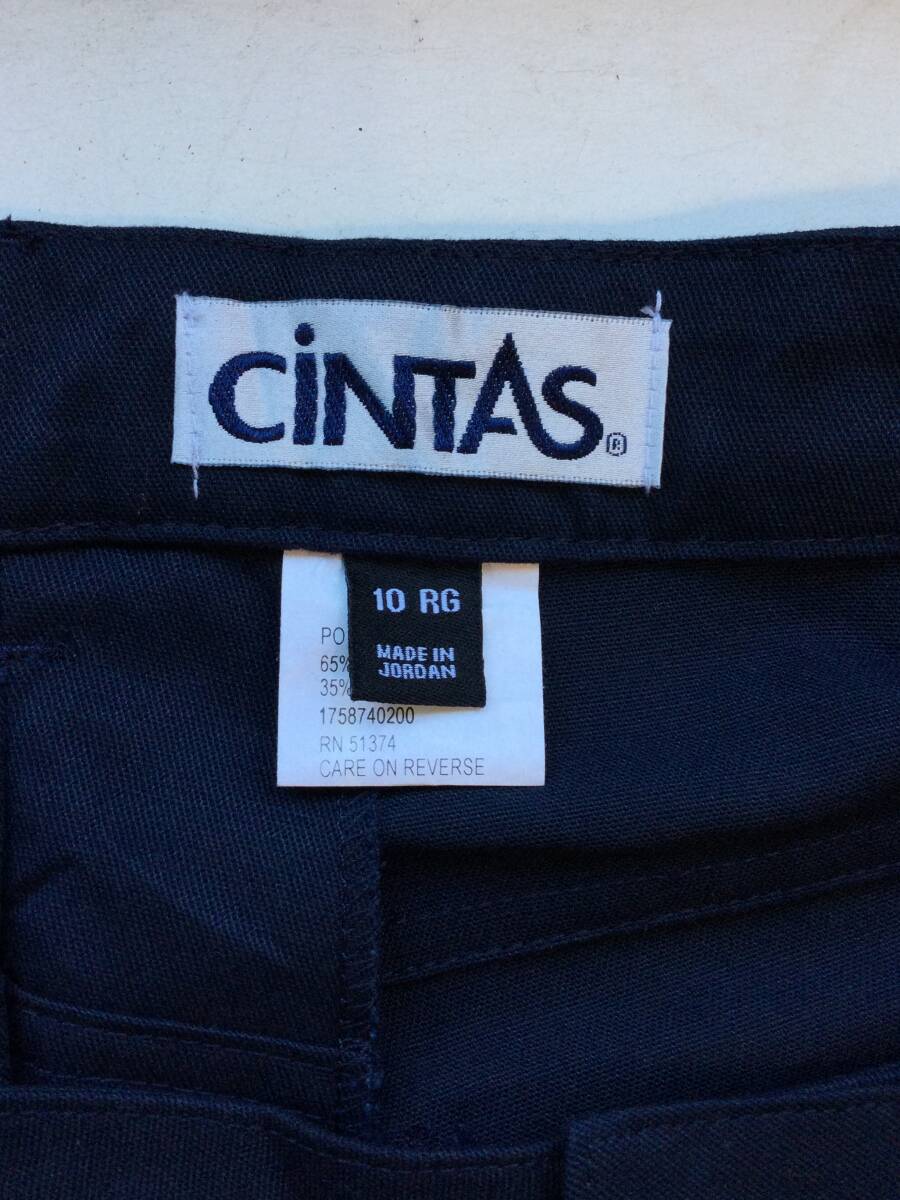 CiNTAS®
10 RG
MADE IN
JORDAN
PO
65%
35%
1758740200
RN 51374
CARE ON REVERSE